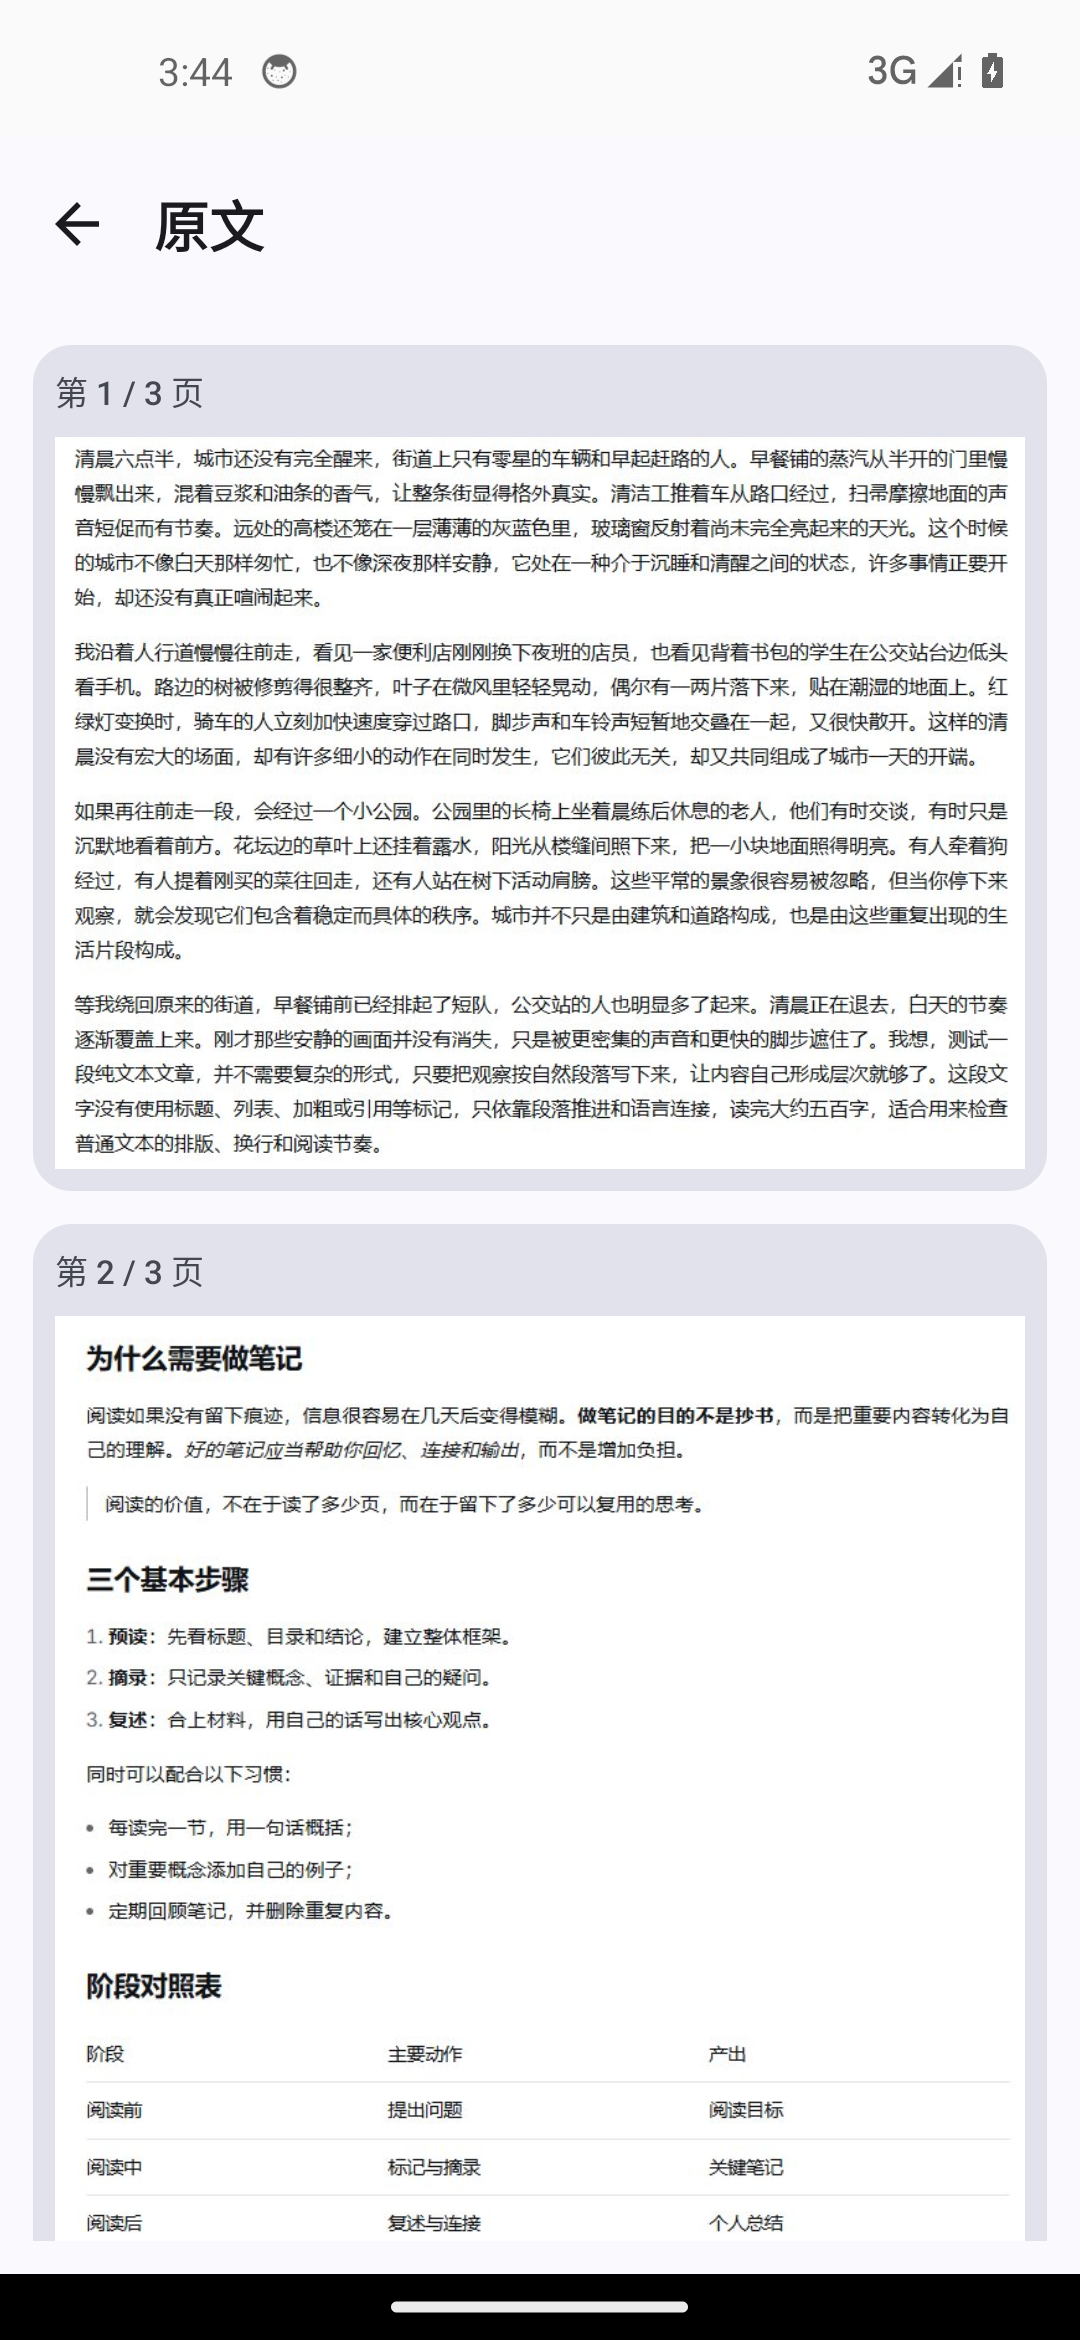 3:44
3G
原文
第 1 / 3 页
清晨六点半，城市还没有完全醒来，街道上只有零星的车辆和早起赶路的人。早餐铺的蒸汽从半开的门里慢
慢飘出来，混着豆浆和油条的香气，让整条街显得格外真实。清洁工推着车从路口经过，扫帚摩擦地面的声
音短促而有节奏。远处的高楼还笼在一层薄薄的灰蓝色里，玻璃窗反射着尚未完全亮起来的天光。这个时候
的城市不像白天那样匆忙，也不像深夜那样安静，它处在一种介于沉睡和清醒之间的状态，许多事情正要开
始，却还没有真正喧闹起来。
我沿着人行道慢慢往前走，看见一家便利店刚刚换下夜班的店员，也看见背着书包的学生在公交站台边低头
看手机。路边的树被修剪得很整齐，叶子在微风里轻轻晃动，偶尔有一两片落下来，贴在潮湿的地面上。红
绿灯变换时，骑车的人立刻加快速度穿过路口，脚步声和车铃声短暂地交叠在一起，又很快散开。这样的清
晨没有宏大的场面，却有许多细小的动作在同时发生，它们彼此无关，却又共同组成了城市一天的开端。
如果再往前走一段，会经过一个小公园。公园里的长椅上坐着晨练后休息的老人，他们有时交谈，有时只是
沉默地看着前方。花坛边的草叶上还挂着露水，阳光从楼缝间照下来，把一小块地面照得明亮。有人牵着狗
经过，有人提着刚买的菜往回走，还有人站在树下活动肩膀。这些平常的景象很容易被忽略，但当你停下来
观察，就会发现它们包含着稳定而具体的秩序。城市并不只是由建筑和道路构成，也是由这些重复出现的生
活片段构成。
等我绕回原来的街道，早餐铺前已经排起了短队，公交站的人也明显多了起来。清晨正在退去，白天的节奏
逐渐覆盖上来。刚才那些安静的画面并没有消失，只是被更密集的声音和更快的脚步遮住了。我想，测试一
段纯文本文章，并不需要复杂的形式，只要把观察按自然段落写下来，让内容自己形成层次就够了。这段文
字没有使用标题、列表、加粗或引用等标记，只依靠段落推进和语言连接，读完大约五百字，适合用来检查
普通文本的排版、换行和阅读节奏。
第 2 / 3 页
为什么需要做笔记
阅读如果没有留下痕迹，信息很容易在几天后变得模糊。做笔记的目的不是抄书，而是把重要内容转化为自
己的理解。好的笔记应当帮助你回忆、连接和输出，而不是增加负担。
阅读的价值，不在于读了多少页，而在于留下了多少可以复用的思考。
三个基本步骤
1. 预读：先看标题、目录和结论，建立整体框架。
2. 摘录：只记录关键概念、证据和自己的疑问。
3. 复述：合上材料，用自己的话写出核心观点。
同时可以配合以下习惯：
• 每读完一节，用一句话概括；
• 对重要概念添加自己的例子；
• 定期回顾笔记，并删除重复内容。
阶段对照表
阶段 主要动作 产出
阅读前 提出问题 阅读目标
阅读中 标记与摘录 关键笔记
阅读后 复述与连接 个人总结